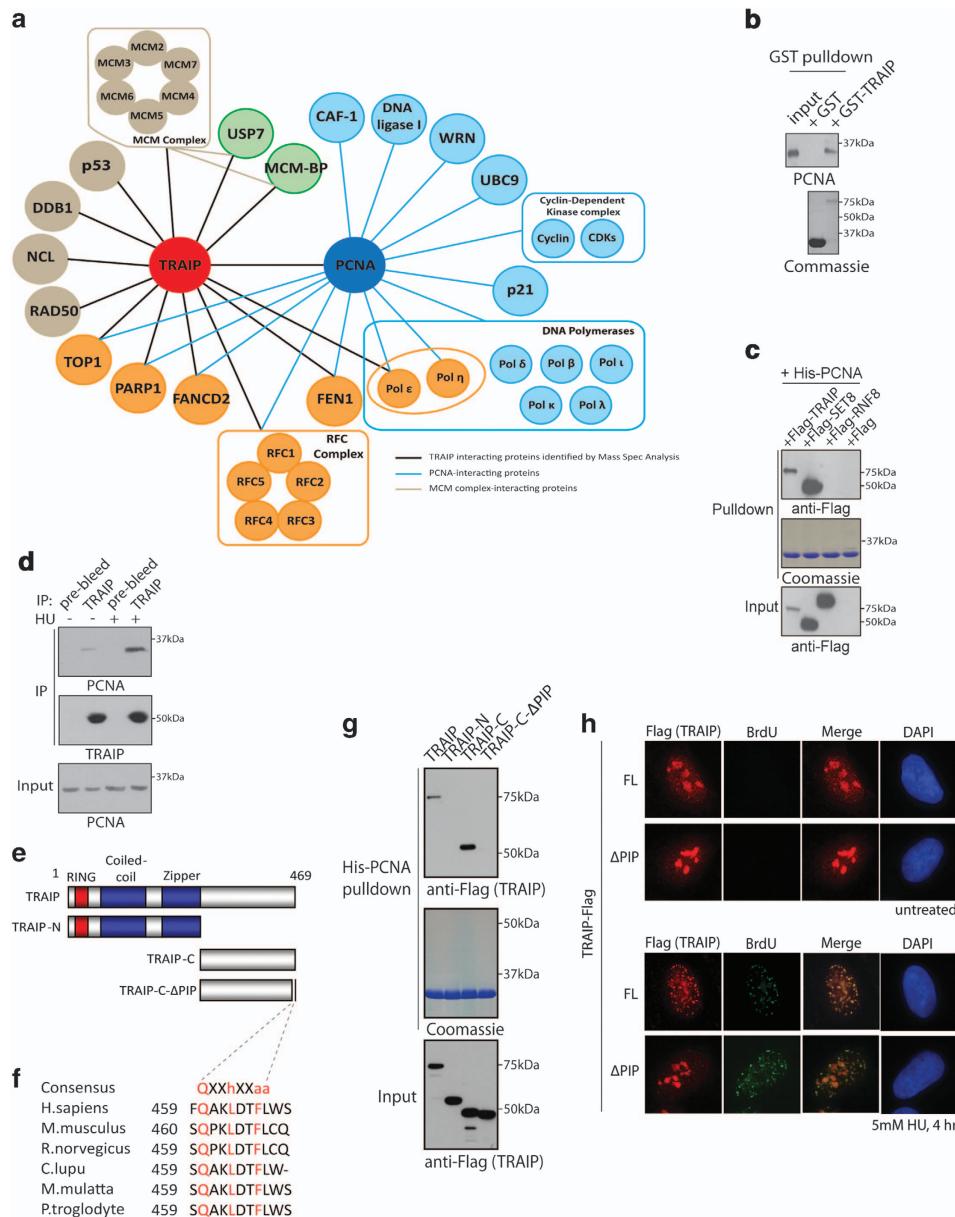 a
MCM2
MCM3
MCM7
MCM6
MCM4
MCM5
MCM Complex
USP7
MCM-BP
p53
DDB1
NCL
RAD50
TOP1
PARP1
FANCD2
TRAIP
PCNA
CAF-1
DNA
ligase I
WRN
UBC9
Cyclin-Dependent
Kinase complex
Cyclin
CDKs
p21
DNA Polymerases
Pol ε
Pol η
Pol δ
Pol β
Pol ι
Pol κ
Pol λ
FEN1
RFC
Complex
RFC1
RFC5
RFC2
RFC4
RFC3
TRAIP interacting proteins identified by Mass Spec Analysis
PCNA-interacting proteins
MCM complex-interacting proteins
b
GST pulldown
input
+ GST
+ GST-TRAIP
37kDa
PCNA
75kDa
50kDa
37kDa
Commassie
c
+ His-PCNA
+Flag-TRAIP
+Flag-SET8
+Flag-RNF8
+Flag
Pulldown
75kDa
50kDa
anti-Flag
37kDa
Coomassie
Input
75kDa
50kDa
anti-Flag
d
IP:
pre-bleed
TRAIP
pre-bleed
TRAIP
HU - - + +
IP
37kDa
PCNA
50kDa
TRAIP
Input
37kDa
PCNA
e
1 RING Coiled-coil Zipper 469
TRAIP
TRAIP-N
TRAIP-C
TRAIP-C-ΔPIP
f
Consensus QXXhXXaa
H.sapiens 459 FQAKLDTFLWS
M.musculus 460 SQPKLDTFLCQ
R.norvegicus 459 SQPKLDTFLCQ
C.lupu 459 SQAKLDTFLW-
M.mulatta 459 SQAKLDTFLWS
P.troglodyte 459 SQAKLDTFLWS
g
TRAIP
TRAIP-N
TRAIP-C
TRAIP-C-ΔPIP
His-PCNA
pulldown
75kDa
50kDa
anti-Flag (TRAIP)
50kDa
37kDa
Coomassie
Input
75kDa
50kDa
anti-Flag (TRAIP)
h
Flag (TRAIP) BrdU Merge DAPI
TRAIP-Flag
FL
ΔPIP
untreated
Flag (TRAIP) BrdU Merge DAPI
FL
ΔPIP
5mM HU, 4 hr